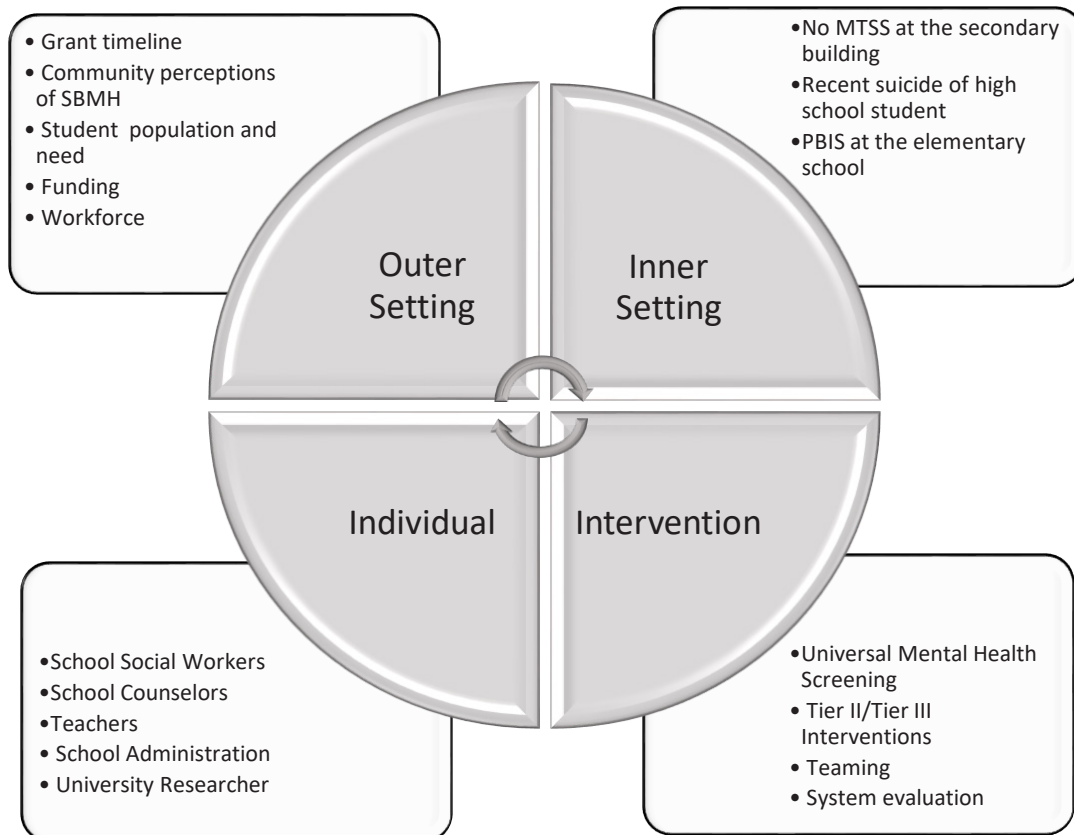 • Grant timeline
• Community perceptions
of SBMH
• Student population and
need
• Funding
• Workforce
•No MTSS at the secondary
building
•Recent suicide of high
school student
•PBIS at the elementary
school
Outer
Setting
Inner
Setting
Individual
Intervention
•School Social Workers
•School Counselors
•Teachers
• School Administration
• University Researcher
•Universal Mental Health
Screening
• Tier II/Tier III
Interventions
• Teaming
• System evaluation